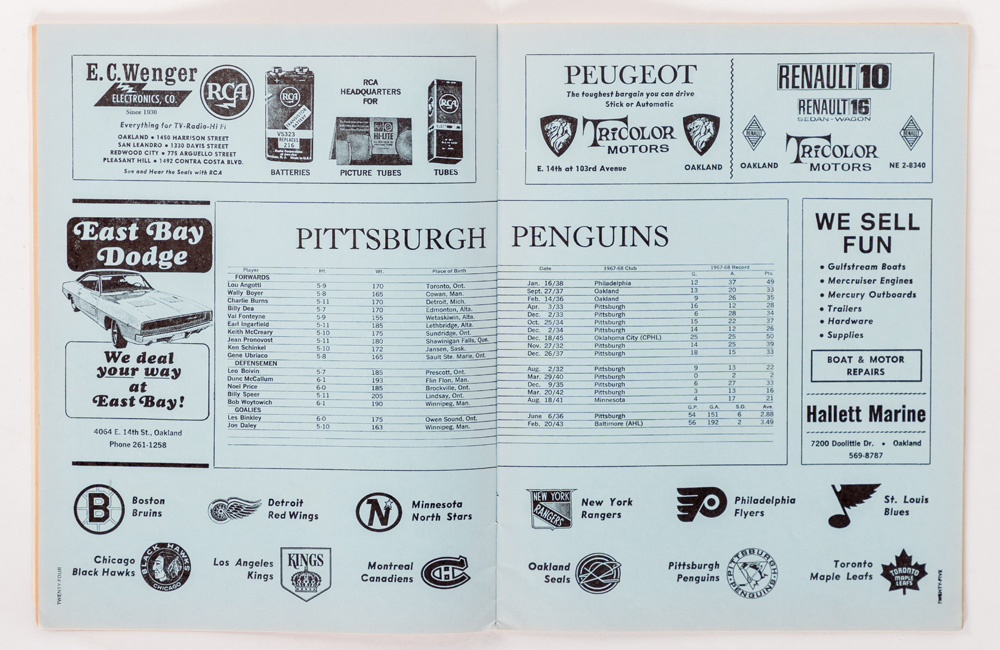 E.C.Wenger
ELECTRONICS, CO.
Since 1930
RCA
Everything for TV-Radio-Hi Fi
OAKLAND • 1450 HARRISON STREET
SAN LEANDRO • 1330 DAVIS STREET
REDWOOD CITY • 775 ARGUELLO STREET
PLEASANT HILL • 1492 CONTRA COSTA BLVD.
Sun and Hear the Seals with RCA
RCA
VS323
REPLACES
216
BATTERIES
RCA
HEADQUARTERS
FOR
HI-LITE
PICTURE TUBES
RCA
TUBES
PEUGEOT
The toughest bargain you can drive
Stick or Automatic
TRICOLOR
MOTORS
E. 14th at 103rd Avenue
OAKLAND
RENAULT 10
RENAULT 16
SEDAN-WAGON
RENAULT
RENAULT
TRICOLOR
MOTORS
OAKLAND
NE 2-8340
East Bay
Dodge
We deal
your way
at
East Bay!
4064 E. 14th St., Oakland
Phone 261-1258
PITTSBURGH PENGUINS
Player Ht. Wt. Place of Birth Date 1967-68 Club 1967-68 Record
G. A. Pts.
FORWARDS
Lou Angotti 5-9 170 Toronto, Ont. Jan. 16/38 Philadelphia 12 37 49
Wally Boyer 5-8 165 Cowan, Man. Sept. 27/37 Oakland 13 20 33
Charlie Burns 5-11 170 Detroit, Mich. Feb. 14/36 Oakland 9 26 35
Billy Dea 5-7 170 Edmonton, Alta. Apr. 3/33 Pittsburgh 16 12 28
Val Fonteyne 5-9 155 Wetaskiwin, Alta. Dec. 2/33 Pittsburgh 6 28 34
Earl Ingarfield 5-11 185 Lethbridge, Alta. Oct. 25/34 Pittsburgh 15 22 37
Keith McCreary 5-10 175 Sundridge, Ont. Dec. 2/34 Pittsburgh 14 12 26
Jean Pronovost 5-11 180 Shawinigan Falls, Que. Dec. 18/45 Oklahoma City (CPHL) 25 25 50
Ken Schinkel 5-10 172 Jansen, Sask. Nov. 27/32 Pittsburgh 14 25 39
Gene Ubriaco 5-8 165 Sault Ste. Marie, Ont. Dec. 26/37 Pittsburgh 18 15 33
DEFENSEMEN
Leo Boivin 5-7 185 Prescott, Ont. Aug. 2/32 Pittsburgh 9 13 22
Dunc McCallum 6-1 193 Flin Flon, Man. Mar. 29/40 Pittsburgh 0 2 2
Noel Price 6-0 185 Brockville, Ont. Dec. 9/35 Pittsburgh 6 27 33
Billy Speer 5-11 205 Lindsay, Ont. Mar. 20/42 Pittsburgh 3 13 16
Bob Woytowich 6-1 190 Winnipeg, Man. Aug. 18/41 Minnesota 4 17 21
GOALIES G.P. G.A. S.O. Ave.
Les Binkley 6-0 175 Owen Sound, Ont. June 6/36 Pittsburgh 54 151 6 2.88
Joe Daley 5-10 163 Winnipeg, Man. Feb. 20/43 Baltimore (AHL) 56 192 2 3.49
WE SELL
FUN
• Gulfstream Boats
• Mercruiser Engines
• Mercury Outboards
• Trailers
• Hardware
• Supplies
BOAT & MOTOR
REPAIRS
Hallett Marine
7200 Doolittle Dr. • Oakland
569-8787
B
Boston
Bruins
Detroit
Red Wings
N
Minnesota
North Stars
NEW YORK
RANGERS
New York
Rangers
Philadelphia
Flyers
St. Louis
Blues
Chicago
Black Hawks
BLACK HAWKS
CHICAGO
Los Angeles
Kings
KINGS
Montreal
Canadiens
Oakland
Seals
Pittsburgh
Penguins
PITTSBURGH
PENGUINS
Toronto
Maple Leafs
TORONTO
MAPLE
LEAFS
TWENTY-FOUR
TWENTY-FIVE